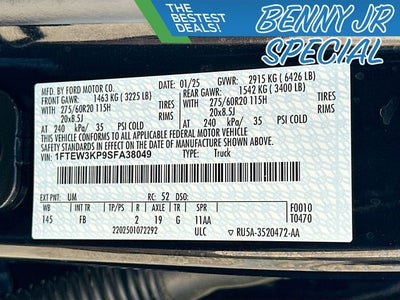 THE
BESTEST
DEALS!
BENNY JR
SPECIAL
MFD. BY FORD MOTOR CO. 01/25 GVWR: 2915 KG ( 6426 LB)
FRONT GAWR: 1463 KG ( 3225 LB) REAR GAWR: 1542 KG ( 3400 LB)
275/60R20 115H TIRES 275/60R20 115H TIRES
20x8.5J RIMS 20x8.5J RIMS
AT 240 kPa/ 35 PSI COLD AT 240 kPa/ 35 PSI COLD
THIS VEHICLE CONFORMS TO ALL APPLICABLE FEDERAL MOTOR VEHICLE
SAFETY STANDARDS IN EFFECT ON THE DATE OF MANUFACTURE SHOWN ABOVE.
VIN: 1FTEW3KP9SFA38049 TYPE: Truck
EXT PNT: UM RC: 52 DSO:
WB INT TR TP/PS R AXLE TR SPR F0010
145 FB 2 19 G 11AA T0470
2202501072292 ULC RU5A-3520472-AA